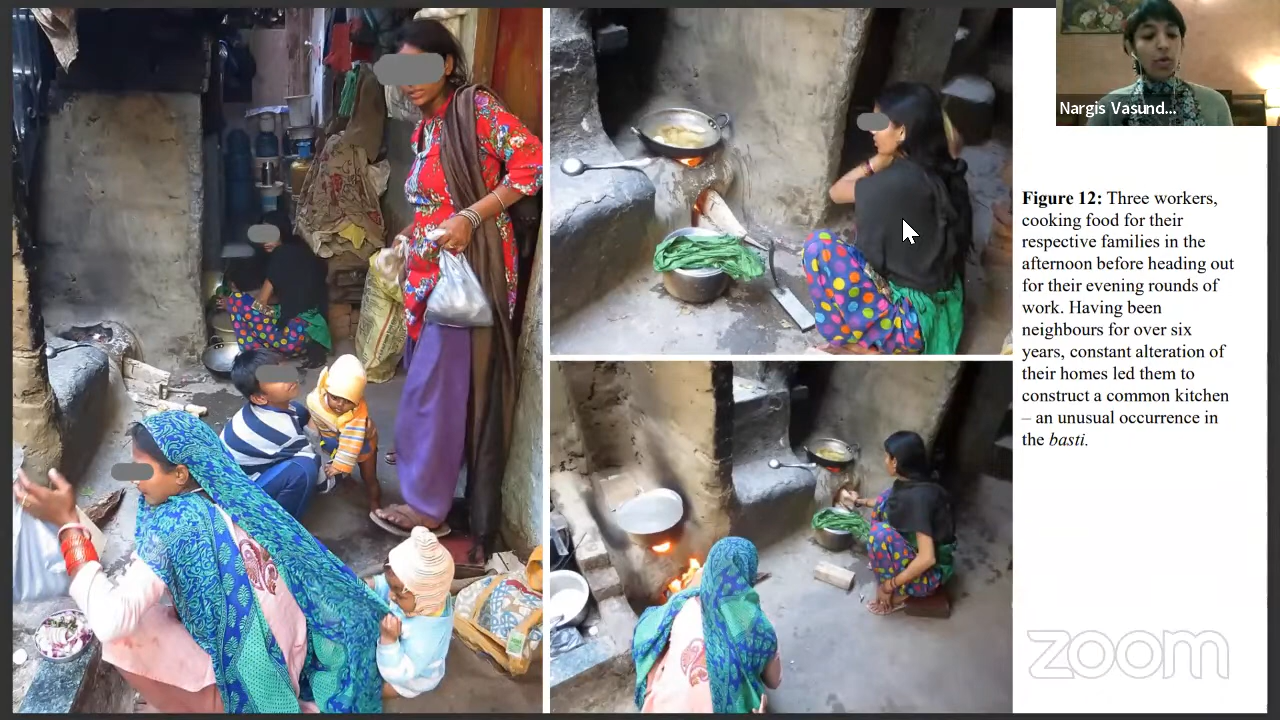 Nargis Vasund...
Figure 12: Three workers,
cooking food for their
respective families in the
afternoon before heading out
for their evening rounds of
work. Having been
neighbours for over six
years, constant alteration of
their homes led them to
construct a common kitchen
– an unusual occurrence in
the basti.
zoom